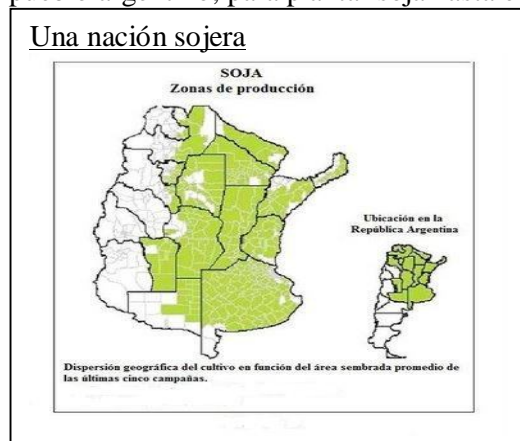 Una nación sojera
SOJA
Zonas de producción
Ubicación en la
República Argentina
Dispersión geográfica del cultivo en función del área sembrada promedio de
las últimas cinco campañas.